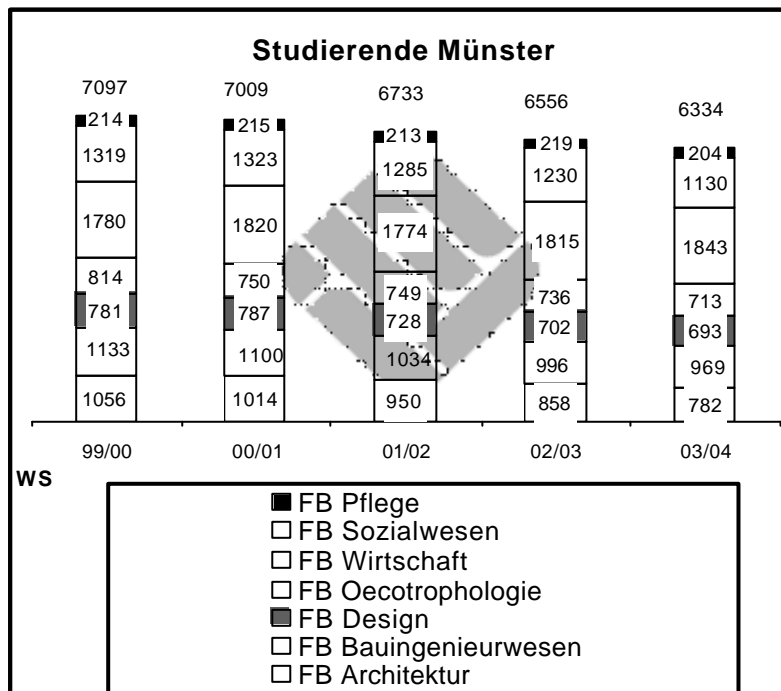 Studierende Münster
7097 7009 6733 6556 6334
214 215 213 219 204
1319 1323 1285 1230 1130
1780 1820 1774 1815 1843
814 750 749 736 713
781 787 728 702 693
1133 1100 1034 996 969
1056 1014 950 858 782
99/00 00/01 01/02 02/03 03/04
WS
FB Pflege
FB Sozialwesen
FB Wirtschaft
FB Oecotrophologie
FB Design
FB Bauingenieurwesen
FB Architektur